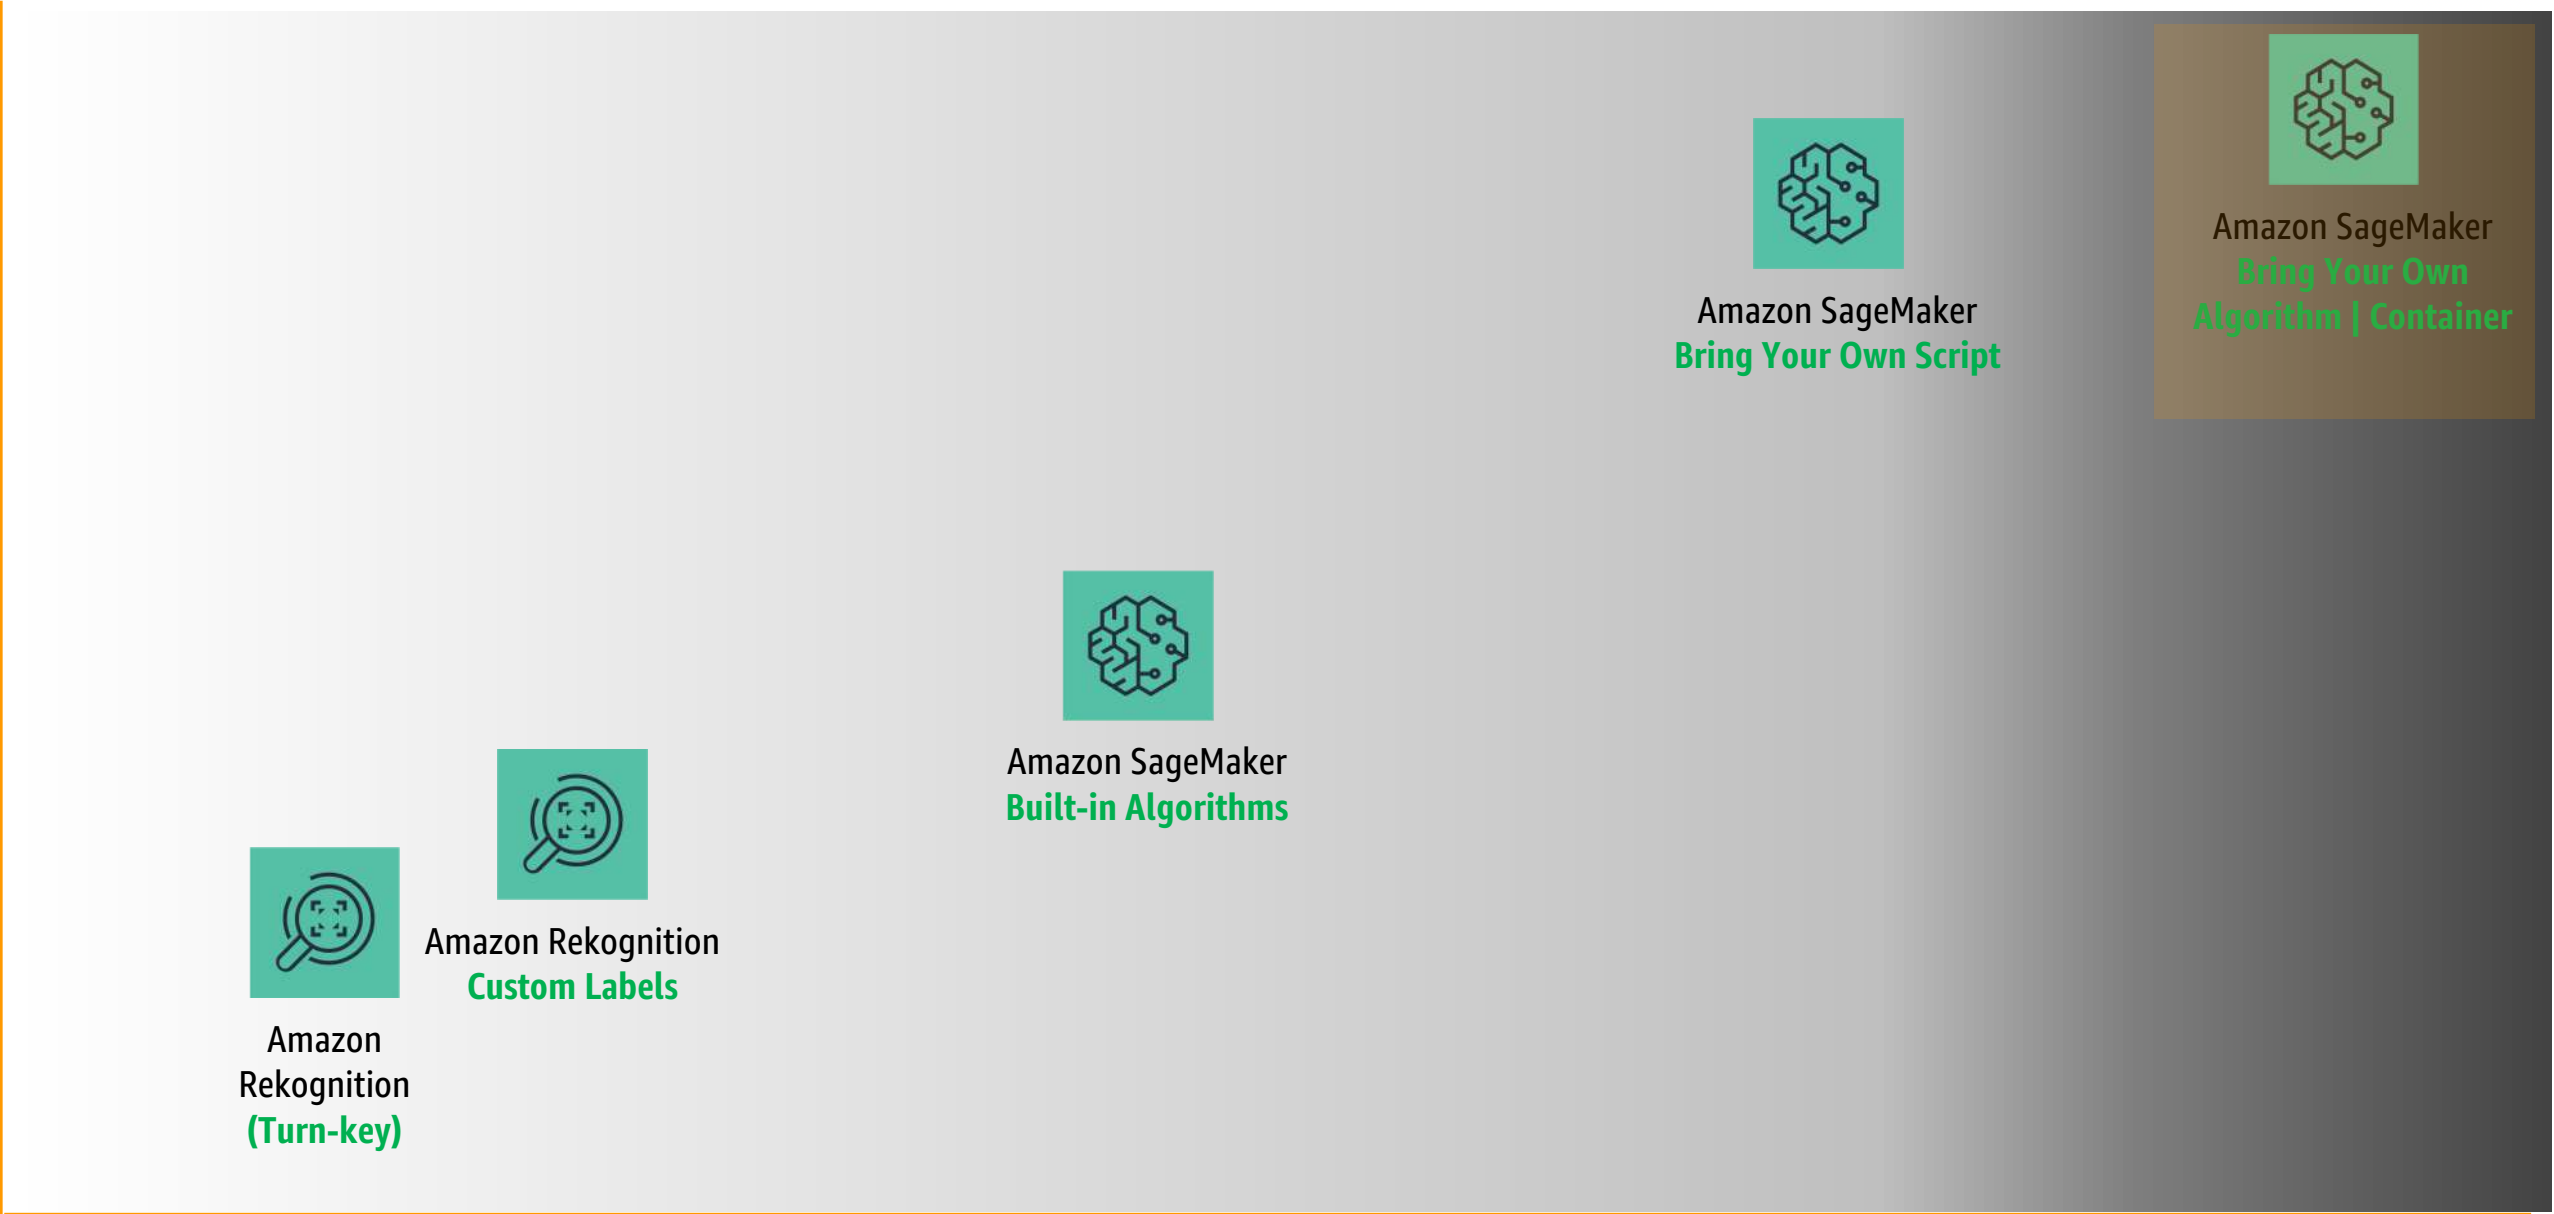 Amazon SageMaker
Bring Your Own
Algorithm | Container
Amazon SageMaker
Bring Your Own Script
Amazon SageMaker
Built-in Algorithms
Amazon Rekognition
Custom Labels
Amazon
Rekognition
(Turn-key)